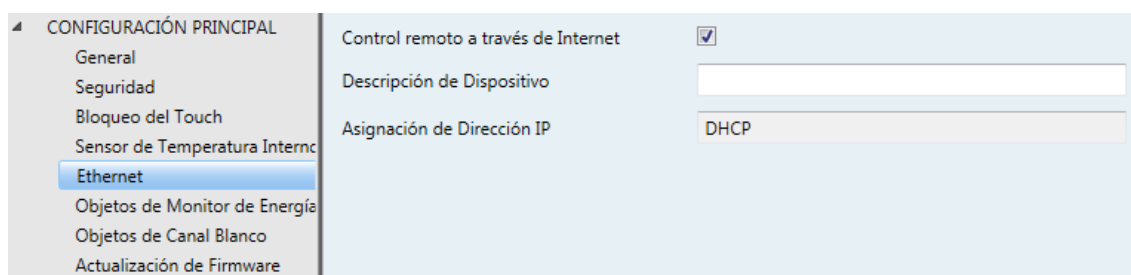 CONFIGURACIÓN PRINCIPAL
General
Seguridad
Bloqueo del Touch
Sensor de Temperatura Interno
Ethernet
Objetos de Monitor de Energía
Objetos de Canal Blanco
Actualización de Firmware
Control remoto a través de Internet
Descripción de Dispositivo
Asignación de Dirección IP DHCP